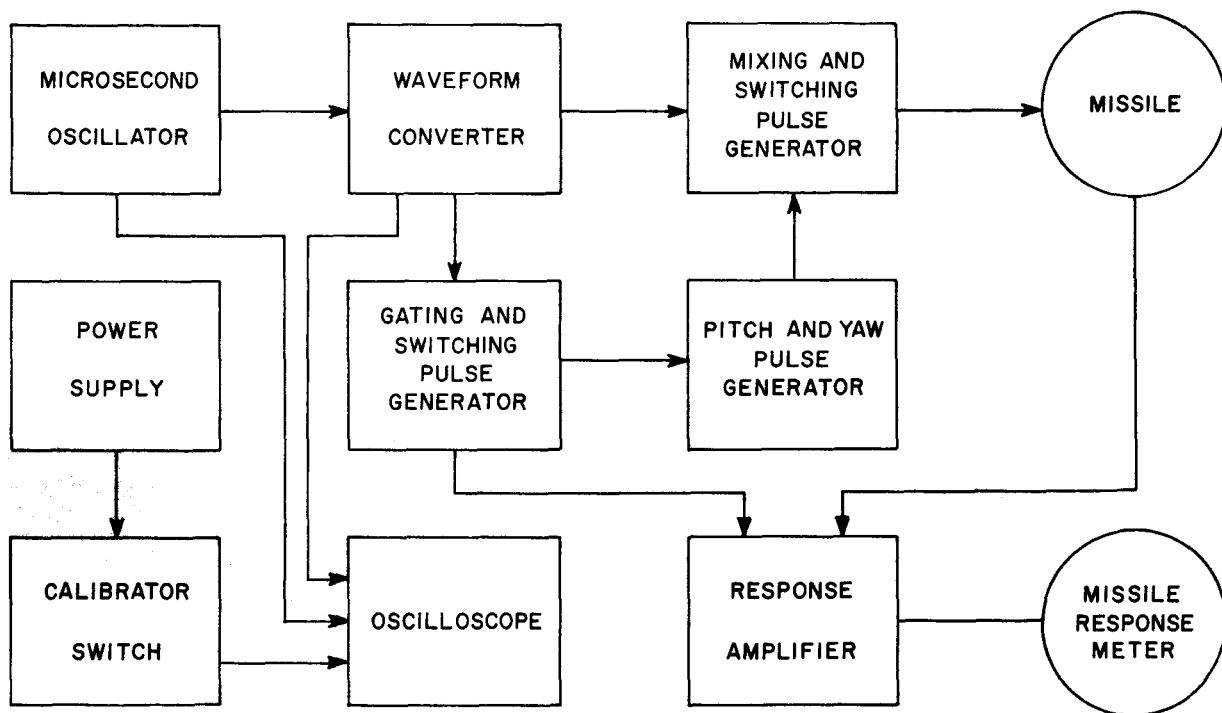 MICROSECOND
OSCILLATOR
WAVEFORM
CONVERTER
MIXING AND
SWITCHING
PULSE
GENERATOR
MISSILE
POWER
SUPPLY
GATING AND
SWITCHING
PULSE
GENERATOR
PITCH AND YAW
PULSE
GENERATOR
CALIBRATOR
SWITCH
OSCILLOSCOPE
RESPONSE
AMPLIFIER
MISSILE
RESPONSE
METER